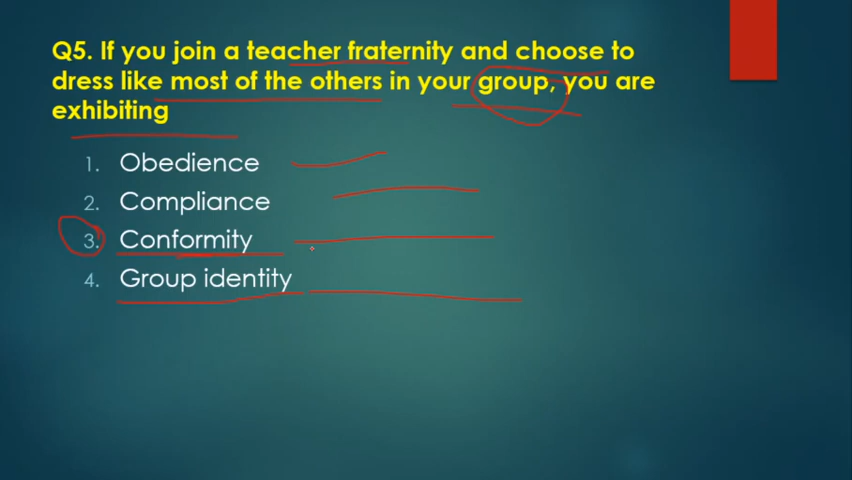 Q5. If you join a teacher fraternity and choose to
dress like most of the others in your group, you are
exhibiting
1. Obedience
2. Compliance
3. Conformity
4. Group identity